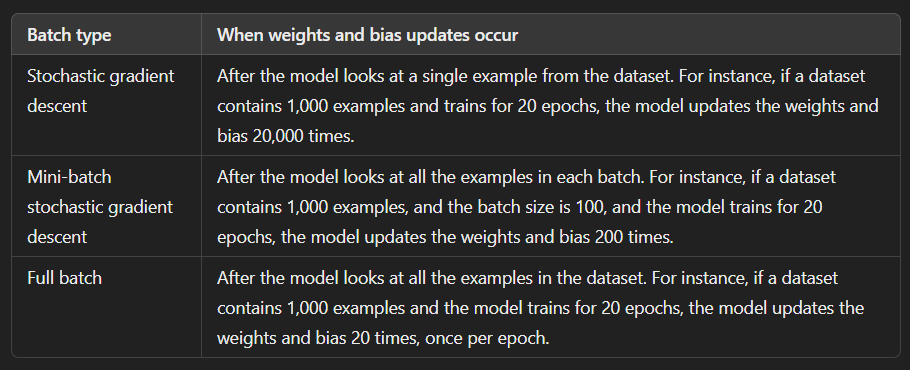 Batch type
When weights and bias updates occur
Stochastic gradient
descent
After the model looks at a single example from the dataset. For instance, if a dataset
contains 1,000 examples and trains for 20 epochs, the model updates the weights and
bias 20,000 times.
Mini-batch
stochastic gradient
descent
After the model looks at all the examples in each batch. For instance, if a dataset
contains 1,000 examples, and the batch size is 100, and the model trains for 20
epochs, the model updates the weights and bias 200 times.
Full batch
After the model looks at all the examples in the dataset. For instance, if a dataset
contains 1,000 examples and the model trains for 20 epochs, the model updates the
weights and bias 20 times, once per epoch.